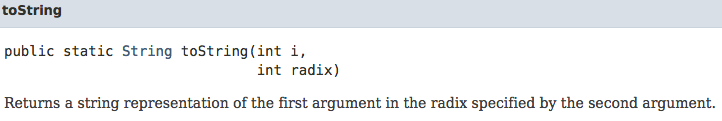 toString
public static String toString(int i,
                              int radix)
Returns a string representation of the first argument in the radix specified by the second argument.